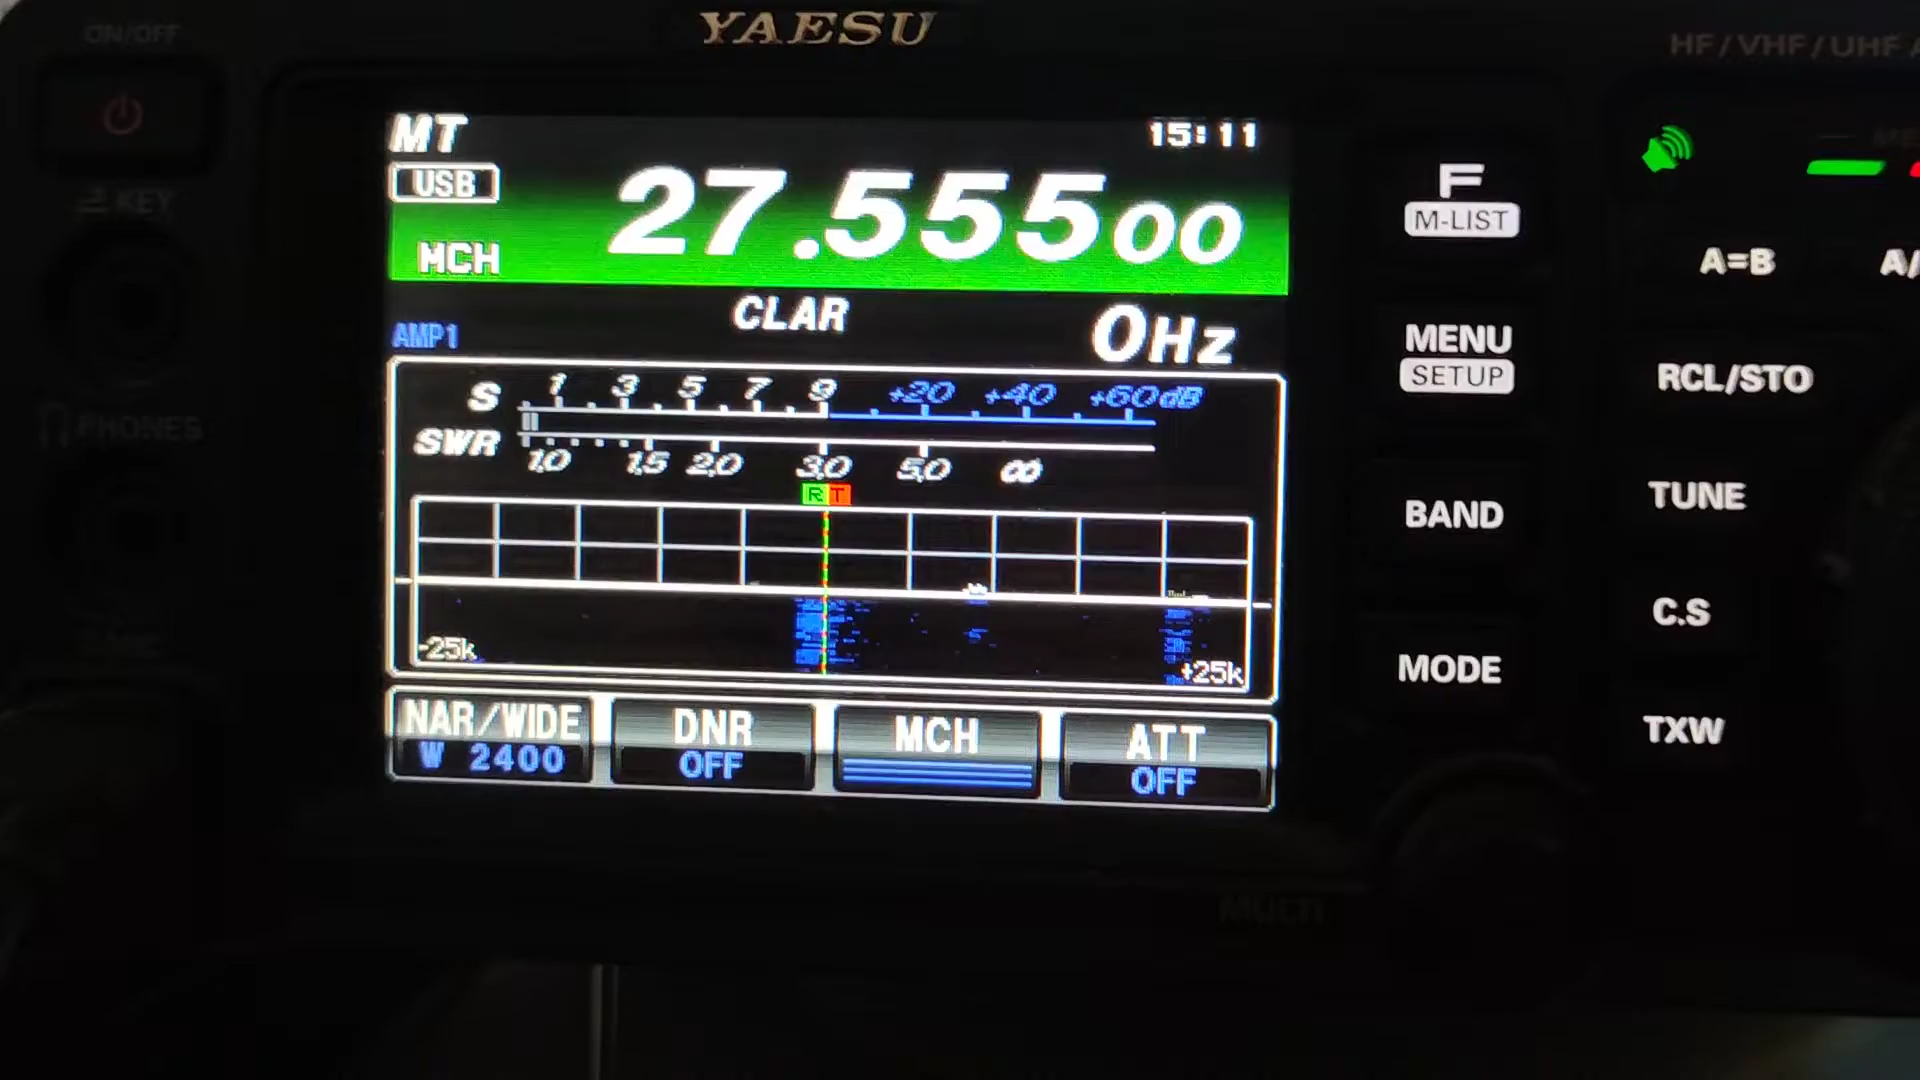 YAESU
ON/OFF
HF/VHF/UHF
MT
15:11
USB
27.55500
MCH
CLAR
0Hz
AMP1
S 1 3 5 7 9 +20 +40 +60dB
SWR
1.0 1.5 2.0 3.0 5.0 ∞
R T
-25k
+25k
NAR/WIDE
W 2400
DNR
OFF
MCH
ATT
OFF
KEY
PHONES
F
M-LIST
MENU
SETUP
BAND
MODE
A=B
A/
RCL/STO
TUNE
C.S
TXW
MULTI